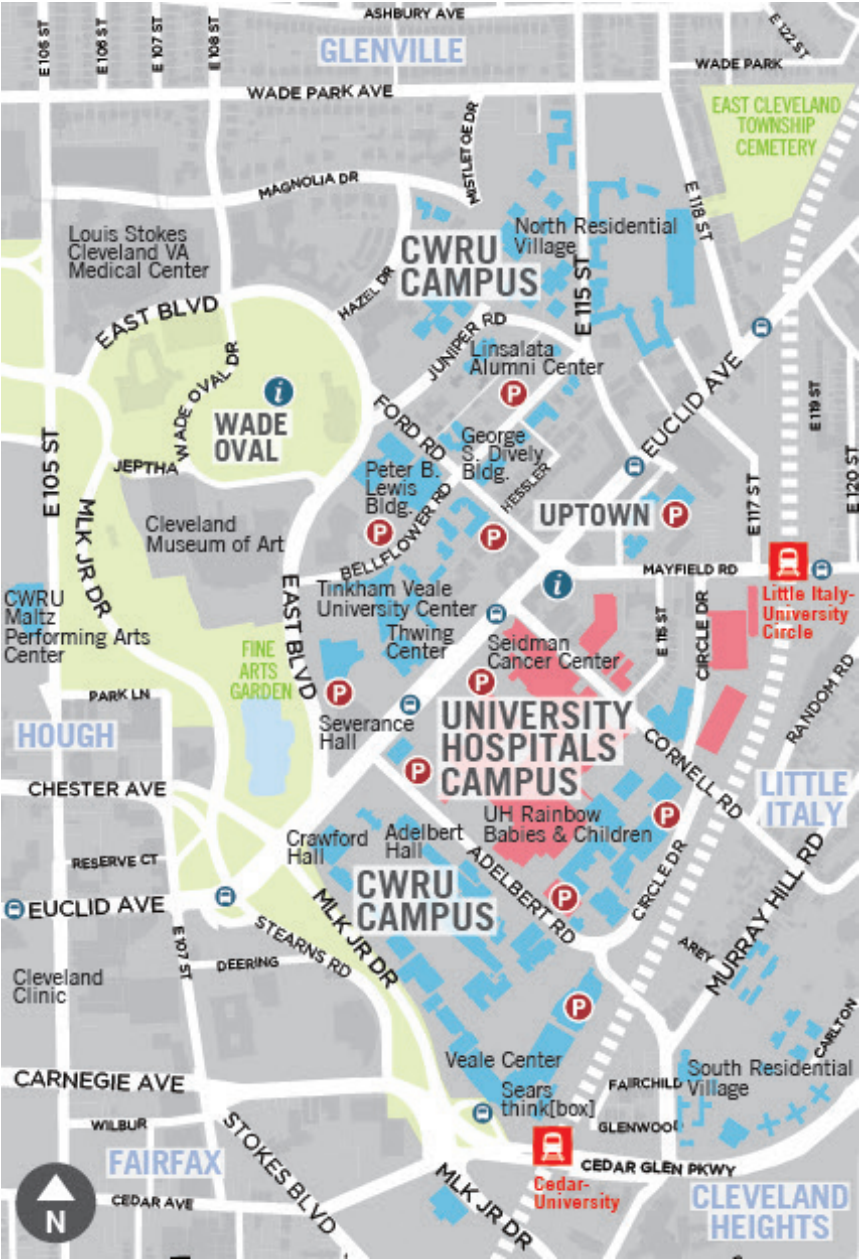 ASHBURY AVE
E 105 ST
E 106 ST
E 107 ST
E 108 ST
GLENVILLE
E 122 ST
WADE PARK
WADE PARK AVE
EAST CLEVELAND
TOWNSHIP
CEMETERY
MISTLETOE DR
MAGNOLIA DR
E 118 ST
Louis Stokes
Cleveland VA
Medical Center
North Residential
Village
CWRU
CAMPUS
HAZEL DR
E 115 ST
EAST BLVD
JUNIPER RD
Linsalata
Alumni Center
WADE OVAL DR
i
WADE
OVAL
P
EUCLID AVE
E 119 ST
FORD RD
George
S. Dively
Bldg.
E 105 ST
JEPTHA
Peter B.
Lewis
Bldg.
HESSLER
E 117 ST
E 120 ST
MLK JR DR
Cleveland
Museum of Art
P
BELLFLOWER RD
P
UPTOWN
P
MAYFIELD RD
i
Little Italy-
University
Circle
CWRU
Maltz
Performing Arts
Center
EAST BLVD
Tinkham Veale
University Center
Thwing
Center
E 115 ST
CIRCLE DR
Seidman
Cancer Center
FINE
ARTS
GARDEN
P
P
RANDOM RD
PARK LN
Severance
Hall
UNIVERSITY
HOSPITALS
CAMPUS
HOUGH
CORNELL RD
P
LITTLE
ITALY
CHESTER AVE
UH Rainbow
Babies & Children
P
Crawford
Hall
Adelbert
Hall
RESERVE CT
ADELBERT RD
CIRCLE DR
MURRAY HILL RD
CWRU
CAMPUS
P
EUCLID AVE
MLK JR DR
STEARNS RD
E 107 ST
DEERING
AREY
Cleveland
Clinic
P
CARLTON
Veale Center
South Residential
Village
CARNEGIE AVE
Sears
think[box]
FAIRCHILD
WILBUR
GLENWOOD
STOKES BLVD
FAIRFAX
CEDAR GLEN PKWY
Cedar-
University
MLK JR DR
N
CEDAR AVE
CLEVELAND
HEIGHTS